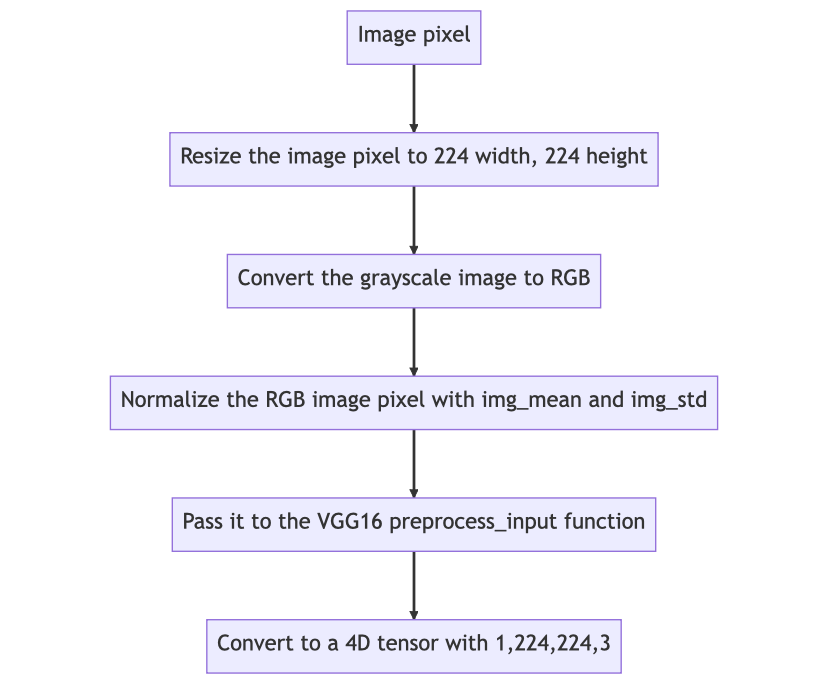 Image pixel
Resize the image pixel to 224 width, 224 height
Convert the grayscale image to RGB
Normalize the RGB image pixel with img_mean and img_std
Pass it to the VGG16 preprocess_input function
Convert to a 4D tensor with 1,224,224,3